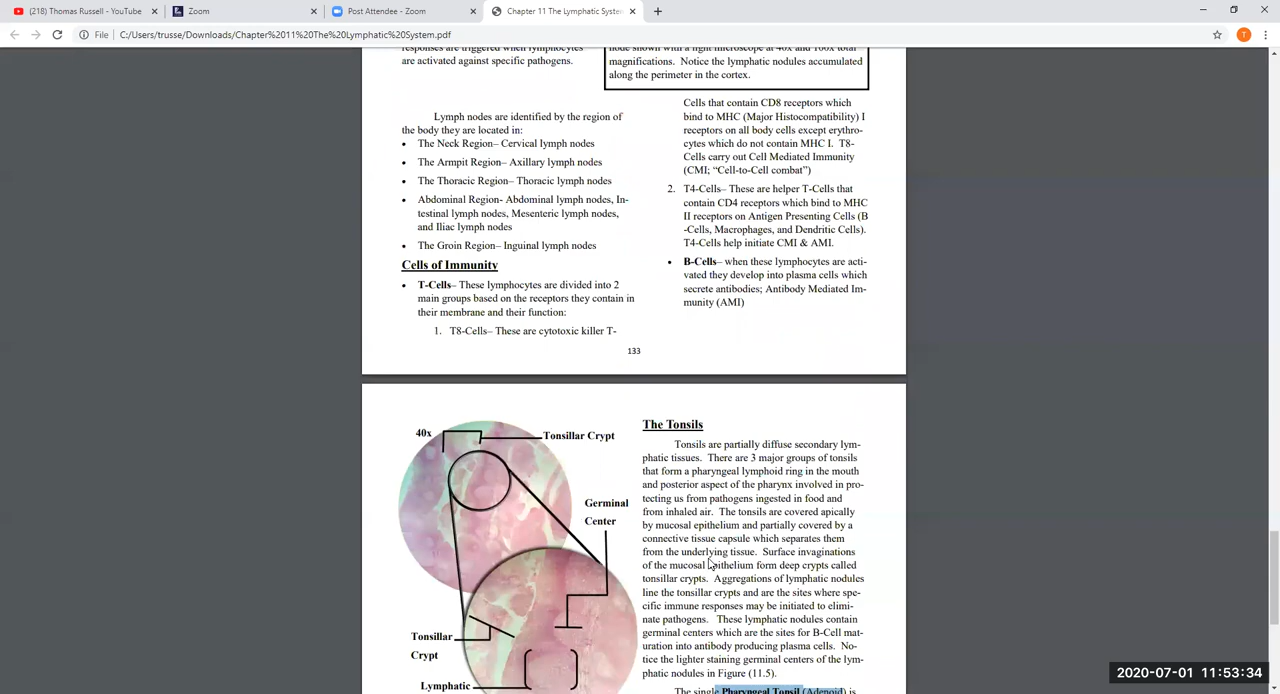 (218) Thomas Russell - YouTube
Zoom
Post Attendee - Zoom
Chapter 11 The Lymphatic Syste
File
C:/Users/trusse/Downloads/Chapter%2011%20The%20Lymphatic%20System.pdf
T
responses are triggered when lymphocytes
are activated against specific pathogens.
node shown with a light microscope at 40x and 100x total
magnifications. Notice the lymphatic nodules accumulated
along the perimeter in the cortex.
Lymph nodes are identified by the region of
the body they are located in:
• The Neck Region– Cervical lymph nodes
• The Armpit Region– Axillary lymph nodes
• The Thoracic Region– Thoracic lymph nodes
• Abdominal Region- Abdominal lymph nodes, In-
testinal lymph nodes, Mesenteric lymph nodes,
and Iliac lymph nodes
• The Groin Region– Inguinal lymph nodes
Cells of Immunity
• T-Cells– These lymphocytes are divided into 2
main groups based on the receptors they contain in
their membrane and their function:
1. T8-Cells– These are cytotoxic killer T-
Cells that contain CD8 receptors which
bind to MHC (Major Histocompatibility) I
receptors on all body cells except erythro-
cytes which do not contain MHC I. T8-
Cells carry out Cell Mediated Immunity
(CMI; “Cell-to-Cell combat”)
2. T4-Cells– These are helper T-Cells that
contain CD4 receptors which bind to MHC
II receptors on Antigen Presenting Cells (B
-Cells, Macrophages, and Dendritic Cells).
T4-Cells help initiate CMI & AMI.
• B-Cells– when these lymphocytes are acti-
vated they develop into plasma cells which
secrete antibodies; Antibody Mediated Im-
munity (AMI)
133
40x
Tonsillar Crypt
Germinal
Center
Tonsillar
Crypt
Lymphatic
The Tonsils
Tonsils are partially diffuse secondary lym-
phatic tissues. There are 3 major groups of tonsils
that form a pharyngeal lymphoid ring in the mouth
and posterior aspect of the pharynx involved in pro-
tecting us from pathogens ingested in food and
from inhaled air. The tonsils are covered apically
by mucosal epithelium and partially covered by a
connective tissue capsule which separates them
from the underlying tissue. Surface invaginations
of the mucosal epithelium form deep crypts called
tonsillar crypts. Aggregations of lymphatic nodules
line the tonsillar crypts and are the sites where spe-
cific immune responses may be initiated to elimi-
nate pathogens. These lymphatic nodules contain
germinal centers which are the sites for B-Cell mat-
uration into antibody producing plasma cells. No-
tice the lighter staining germinal centers of the lym-
phatic nodules in Figure (11.5).
The single Pharyngeal Tonsil (Adenoid) is
2020-07-01 11:53:34